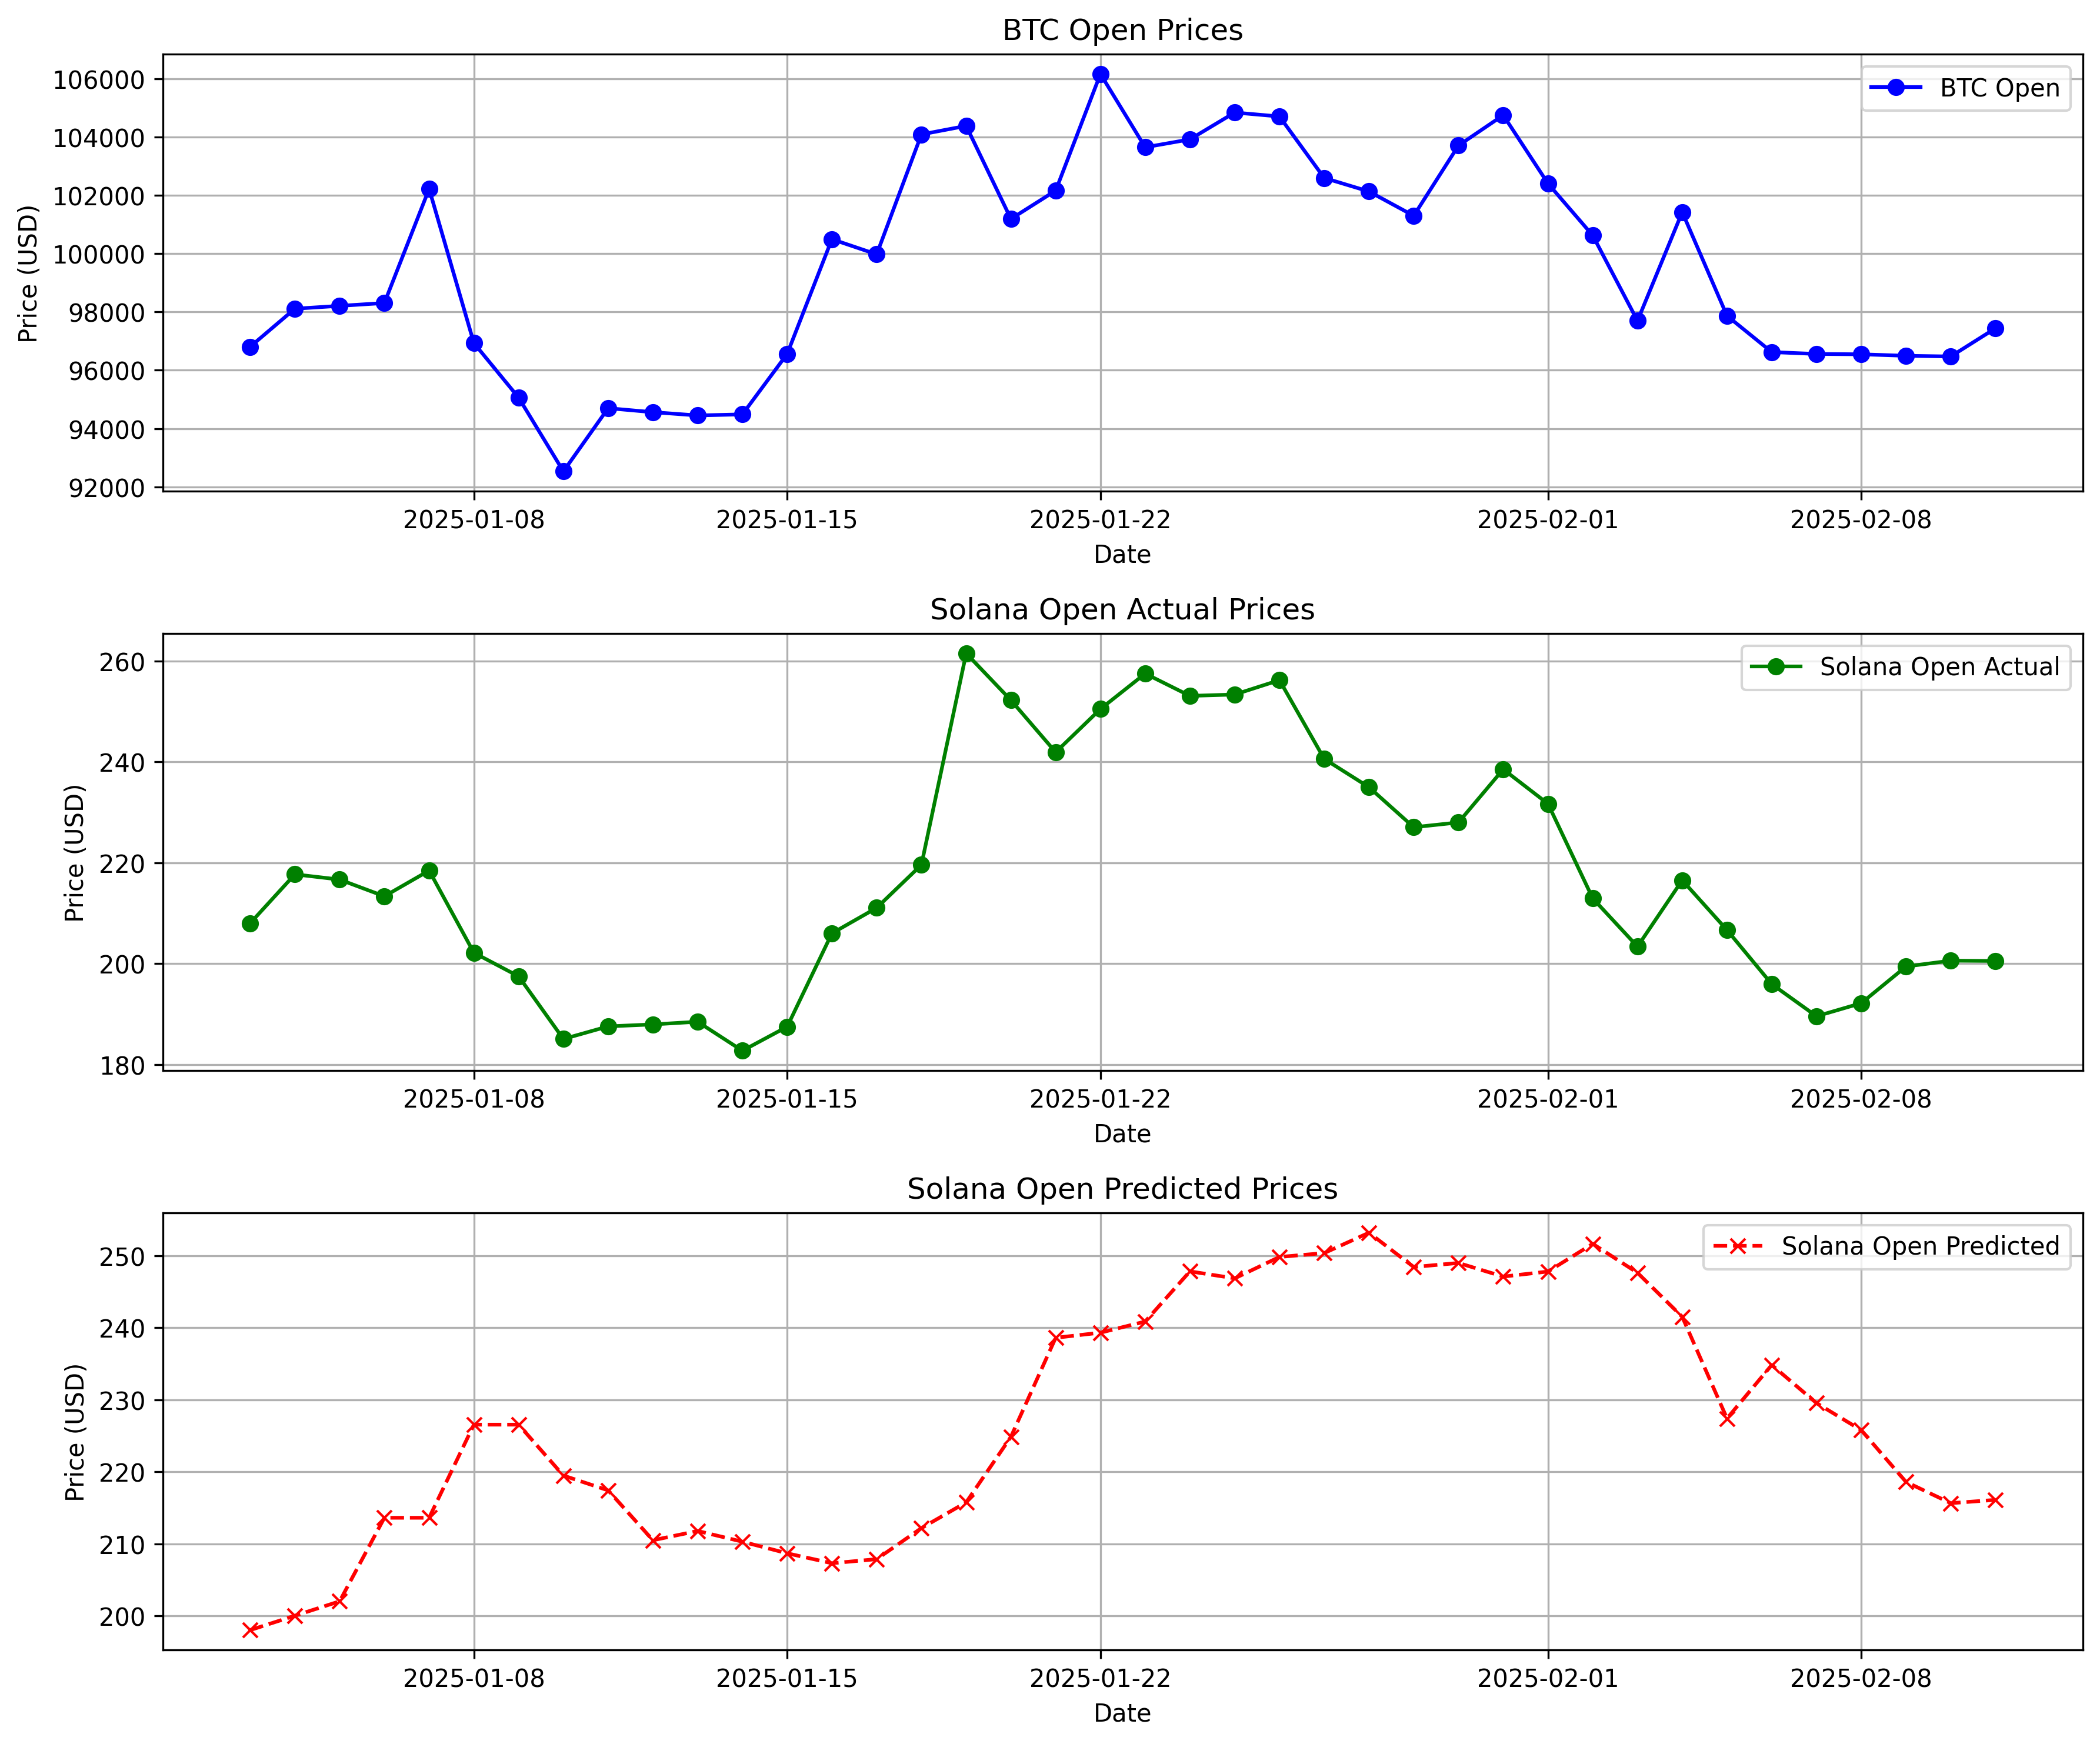 BTC Open Prices
BTC Open
Price (USD)
106000
104000
102000
100000
98000
96000
94000
92000
2025-01-08 2025-01-15 2025-01-22 2025-02-01 2025-02-08
Date
Solana Open Actual Prices
Solana Open Actual
Price (USD)
260
240
220
200
180
2025-01-08 2025-01-15 2025-01-22 2025-02-01 2025-02-08
Date
Solana Open Predicted Prices
Solana Open Predicted
Price (USD)
250
240
230
220
210
200
2025-01-08 2025-01-15 2025-01-22 2025-02-01 2025-02-08
Date